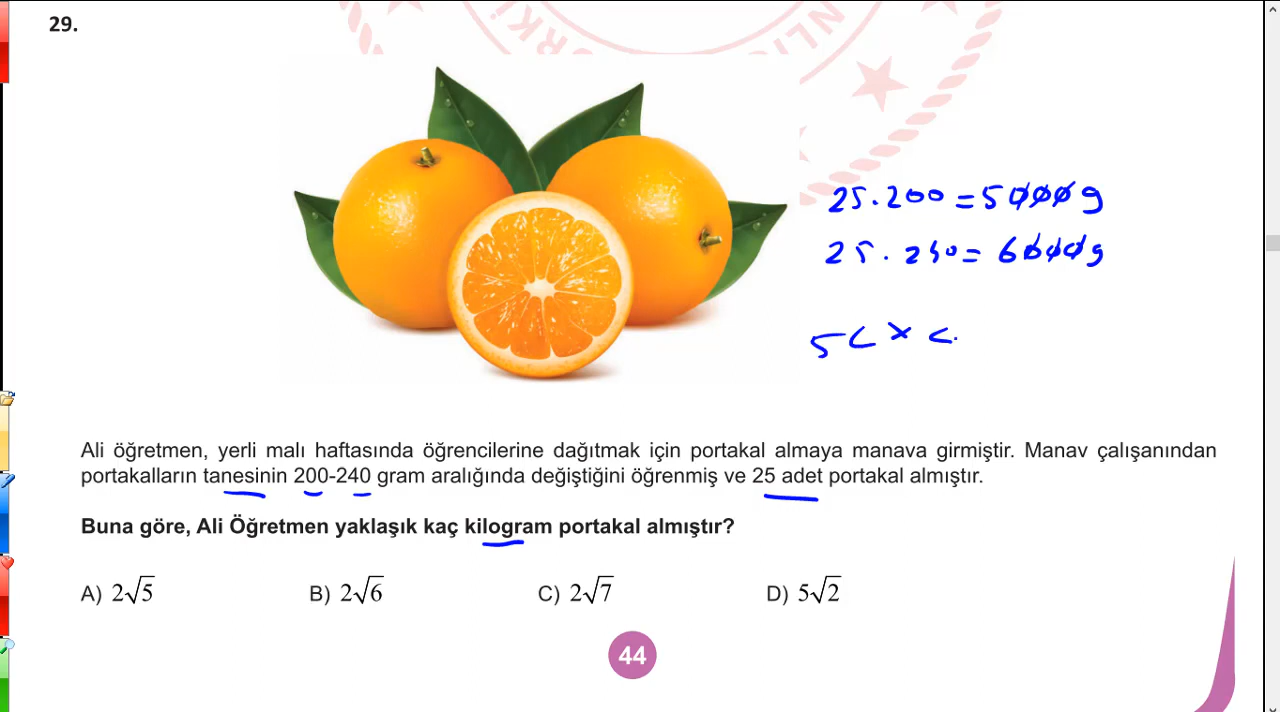 29.
NLIS
RKİ
25.200=5000g
25.240=6000g
5<x<
Ali öğretmen, yerli malı haftasında öğrencilerine dağıtmak için portakal almaya manava girmiştir. Manav çalışanından
portakalların tanesinin 200-240 gram aralığında değiştiğini öğrenmiş ve 25 adet portakal almıştır.
Buna göre, Ali Öğretmen yaklaşık kaç kilogram portakal almıştır?
A) 2√5 B) 2√6 C) 2√7 D) 5√2
44